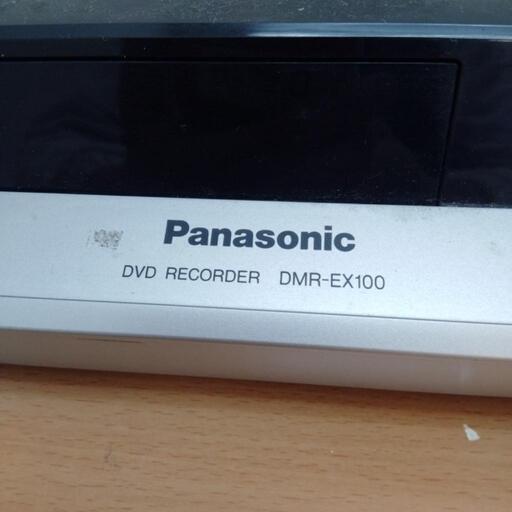 Panasonic
DVD RECORDER DMR-EX100